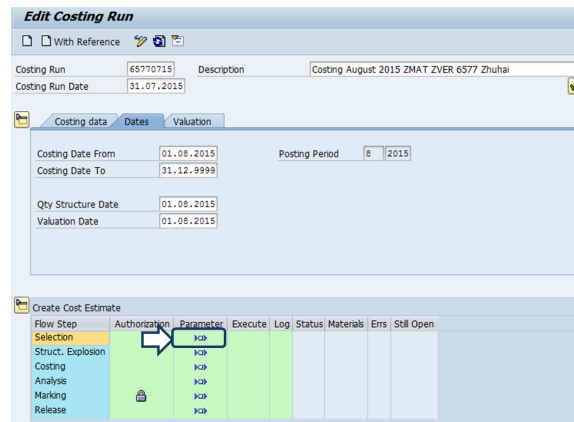 Edit Costing Run
With Reference
Costing Run 65770715 Description Costing August 2015 ZMAT ZVER 6577 Zhuhai
Costing Run Date 31.07.2015
Costing data Dates Valuation
Costing Date From 01.08.2015 Posting Period 8 2015
Costing Date To 31.12.9999
Qty Structure Date 01.08.2015
Valuation Date 01.08.2015
Create Cost Estimate
Flow Step Authorization Parameter Execute Log Status Materials Errs Still Open
Selection
Struct. Explosion
Costing
Analysis
Marking
Release